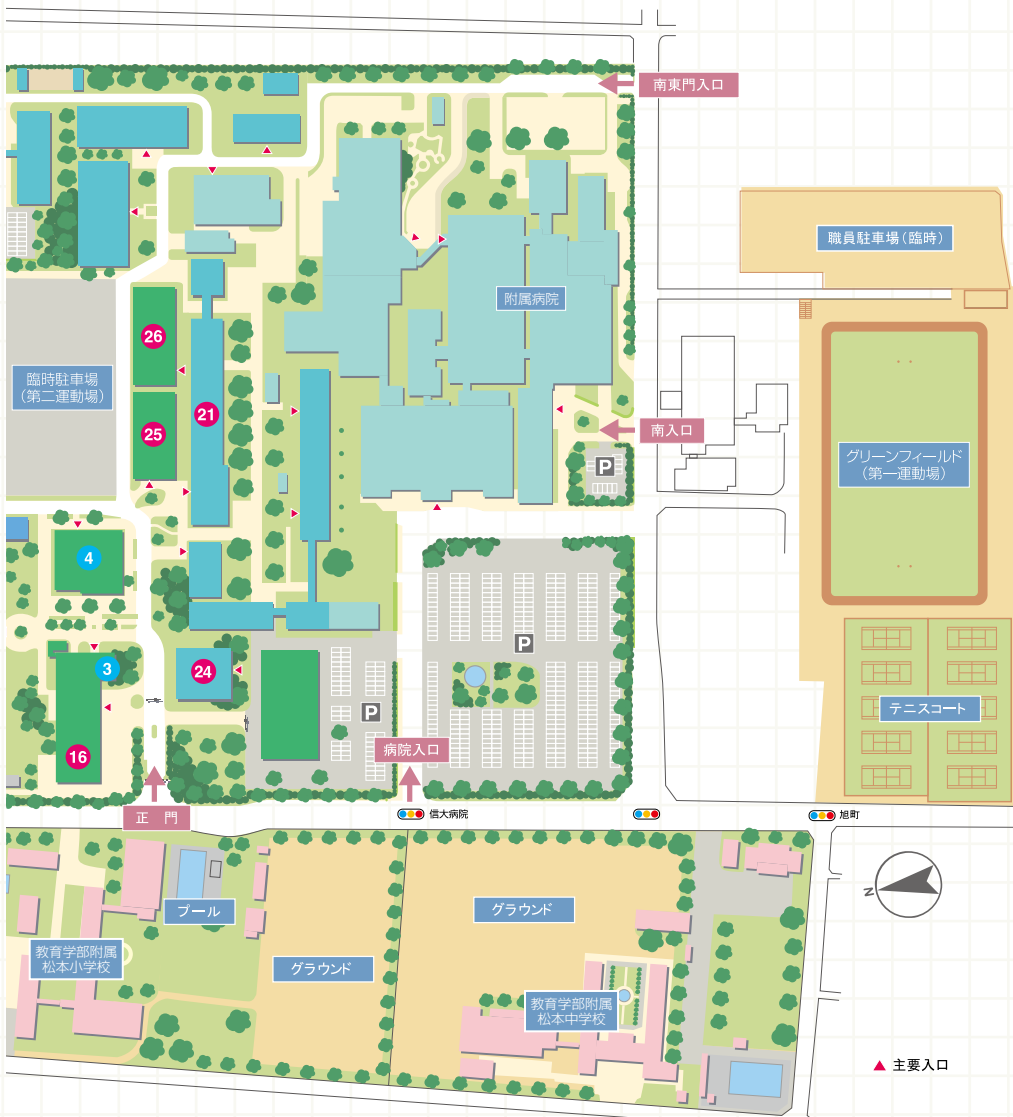 南東門入口
職員駐車場（臨時）
附属病院
26
臨時駐車場
（第二運動場）
21
25
南入口
P
グリーンフィールド
（第一運動場）
4
P
3
24
P
テニスコート
病院入口
16
正　門
信大病院
旭町
N
プール
グラウンド
教育学部附属
松本小学校
グラウンド
教育学部附属
松本中学校
主要入口